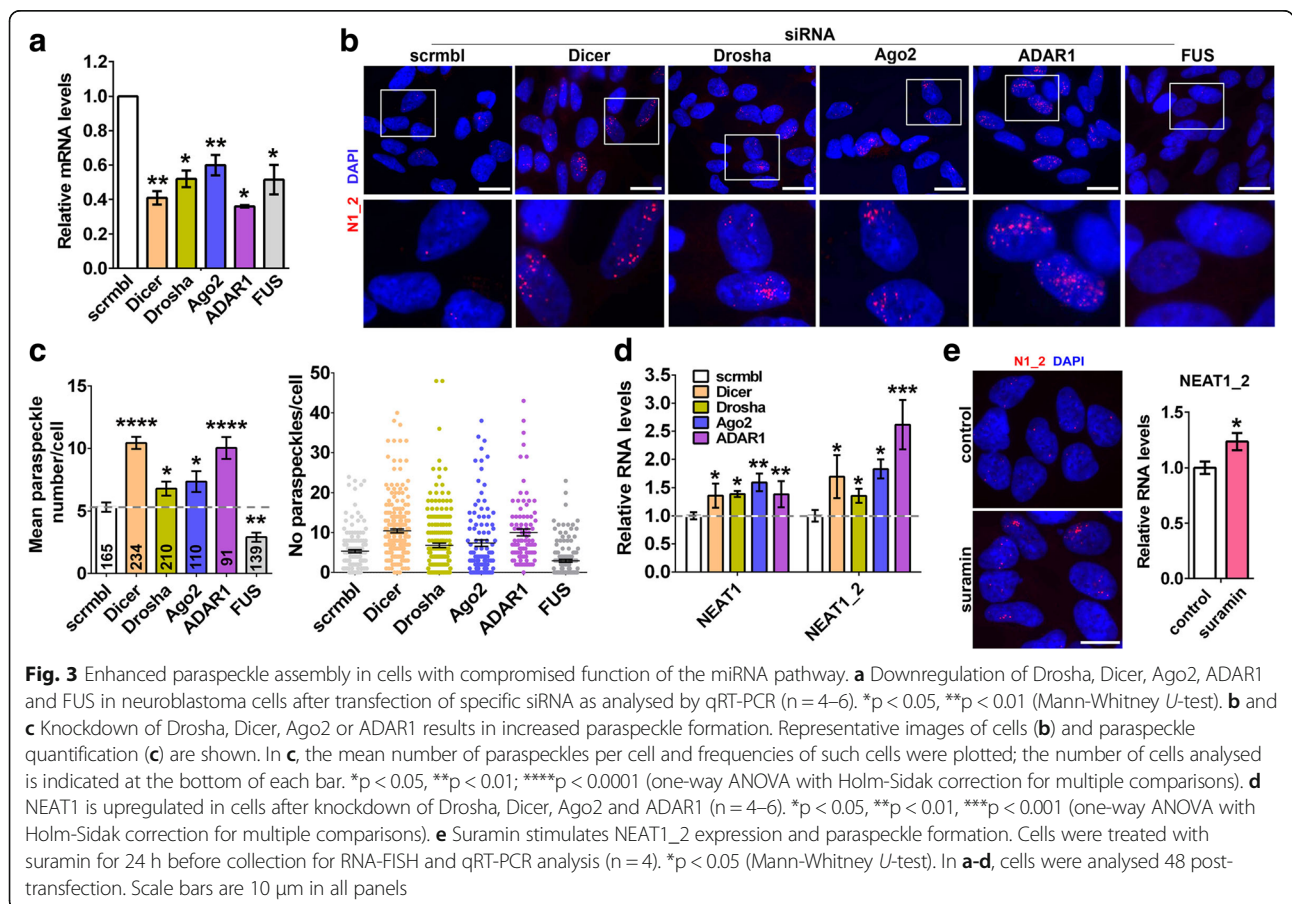 a
Relative mRNA levels
1.0
0.8
0.6
0.4
0.2
0.0
**
*
**
*
*
scrmbl
Dicer
Drosha
Ago2
ADAR1
FUS
b
siRNA
scrmbl Dicer Drosha Ago2 ADAR1 FUS
N1_2 DAPI
c
Mean paraspeckle
number/cell
15
10
5
0
****
*
*
****
**
165
234
210
110
91
139
scrmbl
Dicer
Drosha
Ago2
ADAR1
FUS
No paraspeckles/cell
50
40
30
20
10
0
scrmbl
Dicer
Drosha
Ago2
ADAR1
FUS
d
Relative RNA levels
3.5
3.0
2.5
2.0
1.5
1.0
0.5
0.0
scrmbl
Dicer
Drosha
Ago2
ADAR1
*
*
**
**
*
*
*
***
NEAT1
NEAT1_2
e
N1_2 DAPI
control
suramin
NEAT1_2
Relative RNA levels
1.5
1.0
0.5
0.0
*
control
suramin
Fig. 3 Enhanced paraspeckle assembly in cells with compromised function of the miRNA pathway. a Downregulation of Drosha, Dicer, Ago2, ADAR1
and FUS in neuroblastoma cells after transfection of specific siRNA as analysed by qRT-PCR (n = 4–6). *p < 0.05, **p < 0.01 (Mann-Whitney U-test). b and
c Knockdown of Drosha, Dicer, Ago2 or ADAR1 results in increased paraspeckle formation. Representative images of cells (b) and paraspeckle
quantification (c) are shown. In c, the mean number of paraspeckles per cell and frequencies of such cells were plotted; the number of cells analysed
is indicated at the bottom of each bar. *p < 0.05, **p < 0.01; ****p < 0.0001 (one-way ANOVA with Holm-Sidak correction for multiple comparisons). d
NEAT1 is upregulated in cells after knockdown of Drosha, Dicer, Ago2 and ADAR1 (n = 4–6). *p < 0.05, **p < 0.01, ***p < 0.001 (one-way ANOVA with
Holm-Sidak correction for multiple comparisons). e Suramin stimulates NEAT1_2 expression and paraspeckle formation. Cells were treated with
suramin for 24 h before collection for RNA-FISH and qRT-PCR analysis (n = 4). *p < 0.05 (Mann-Whitney U-test). In a-d, cells were analysed 48 post-
transfection. Scale bars are 10 μm in all panels